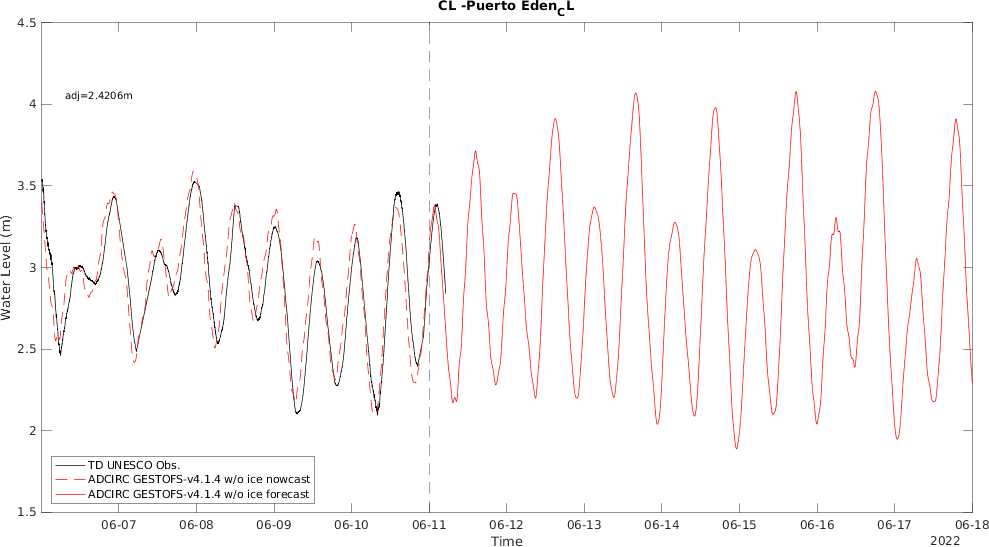 CL -Puerto Eden_CL
4.5
4
3.5
3
2.5
2
1.5
Water Level (m)
adj=2.4206m
TD UNESCO Obs.
ADCIRC GESTOFS-v4.1.4 w/o ice nowcast
ADCIRC GESTOFS-v4.1.4 w/o ice forecast
06-07 06-08 06-09 06-10 06-11 06-12 06-13 06-14 06-15 06-16 06-17 06-18
Time
2022